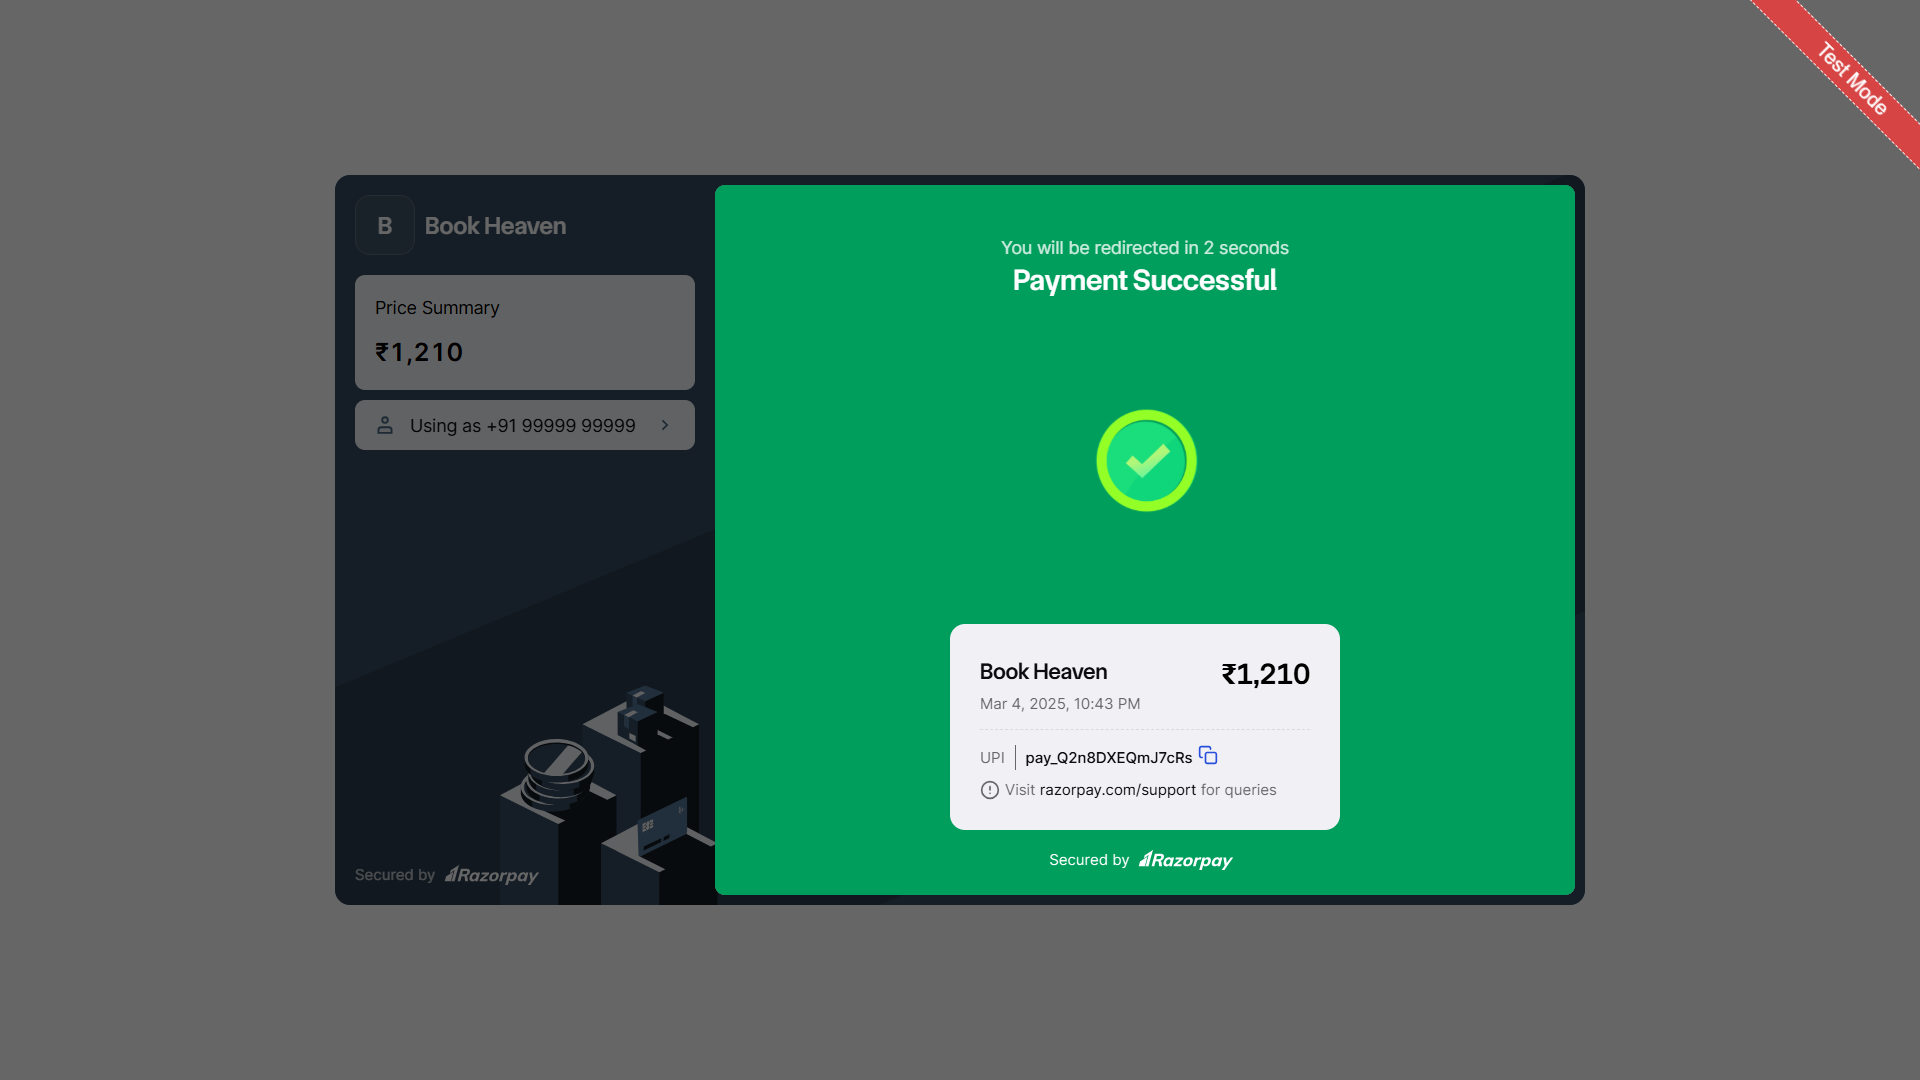 Test Mode
B
Book Heaven
Price Summary
₹1,210
Using as +91 99999 99999
Secured by Razorpay
You will be redirected in 2 seconds
Payment Successful
Book Heaven
₹1,210
Mar 4, 2025, 10:43 PM
UPI
pay_Q2n8DXEQmJ7cRs
Visit razorpay.com/support for queries
Secured by Razorpay